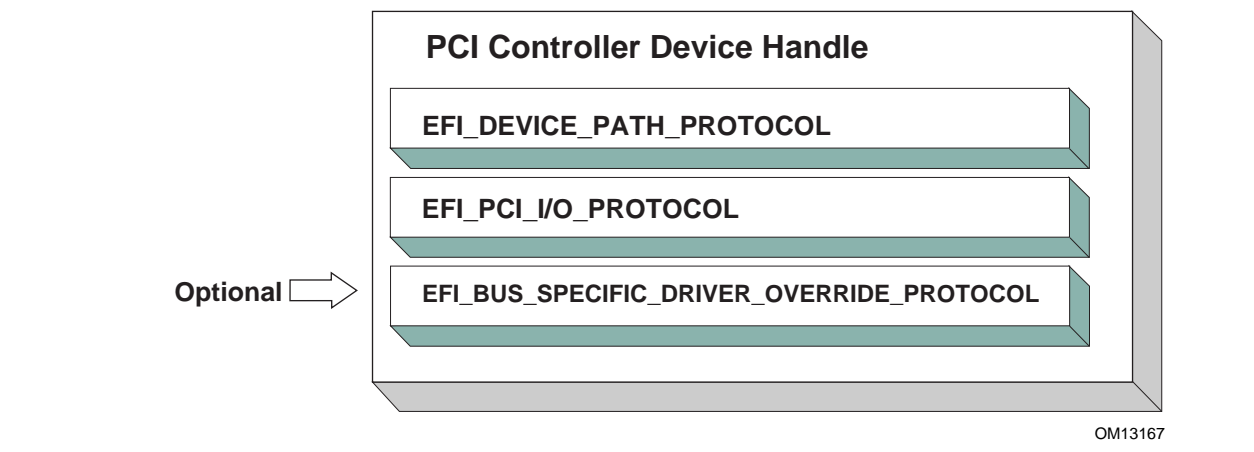 PCI Controller Device Handle
EFI_DEVICE_PATH_PROTOCOL
EFI_PCI_I/O_PROTOCOL
Optional
EFI_BUS_SPECIFIC_DRIVER_OVERRIDE_PROTOCOL
OM13167